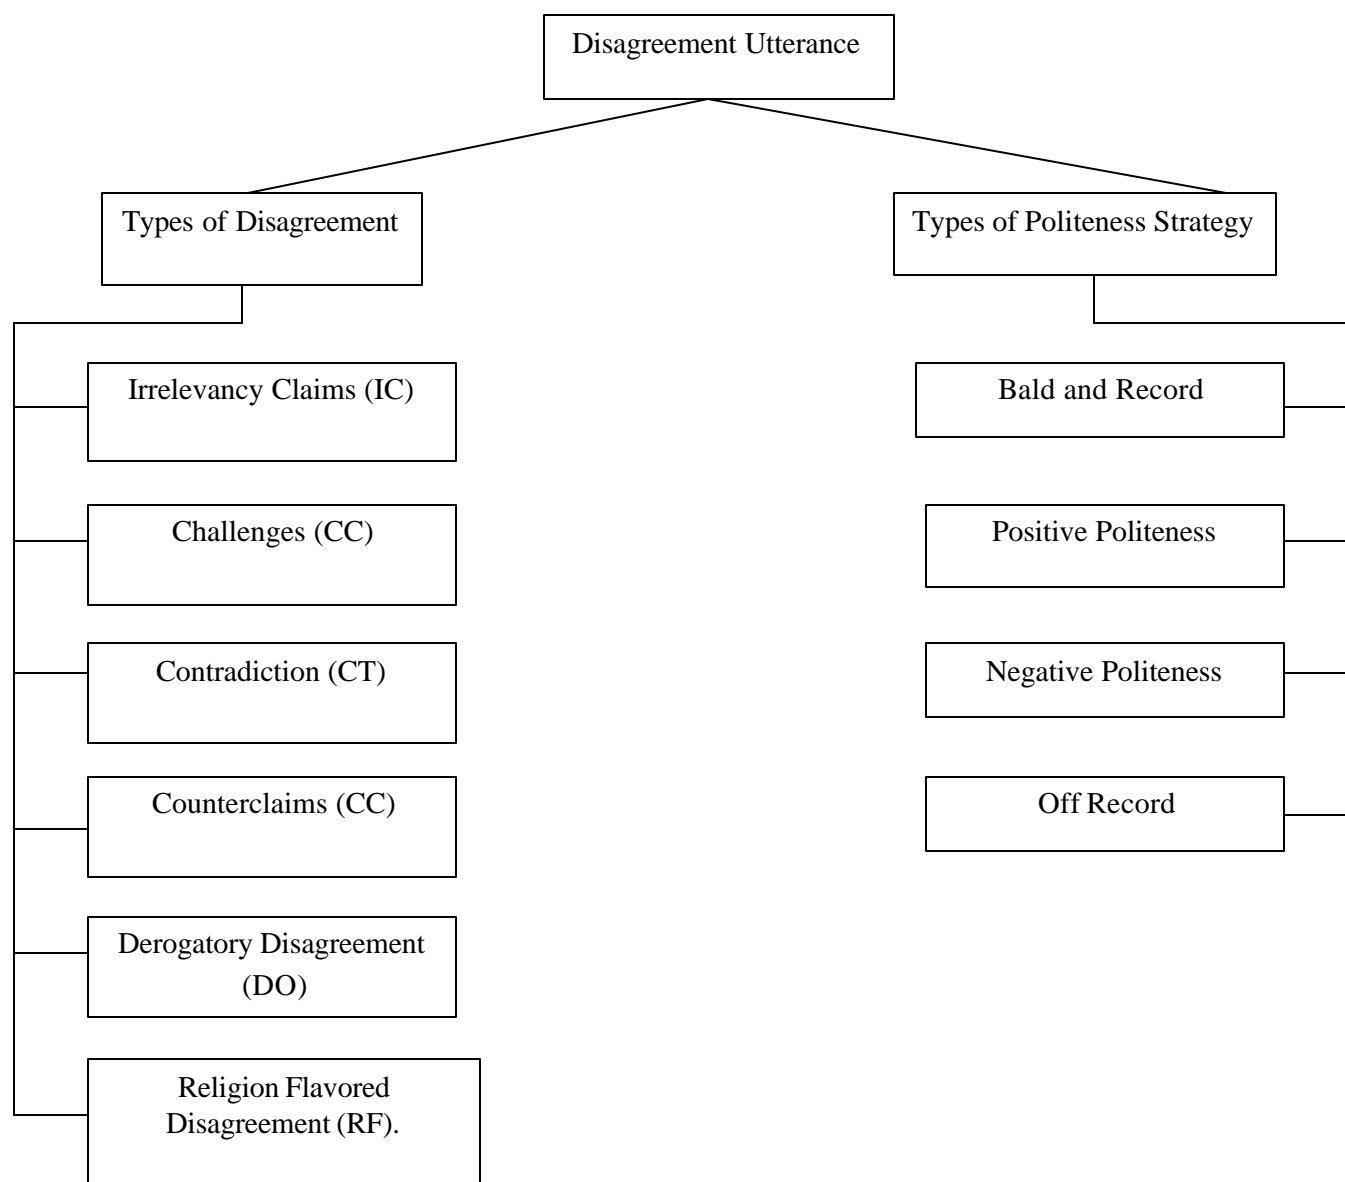 Disagreement Utterance
Types of Disagreement
Types of Politeness Strategy
Irrelevancy Claims (IC)
Challenges (CC)
Contradiction (CT)
Counterclaims (CC)
Derogatory Disagreement
(DO)
Religion Flavored
Disagreement (RF).
Bald and Record
Positive Politeness
Negative Politeness
Off Record